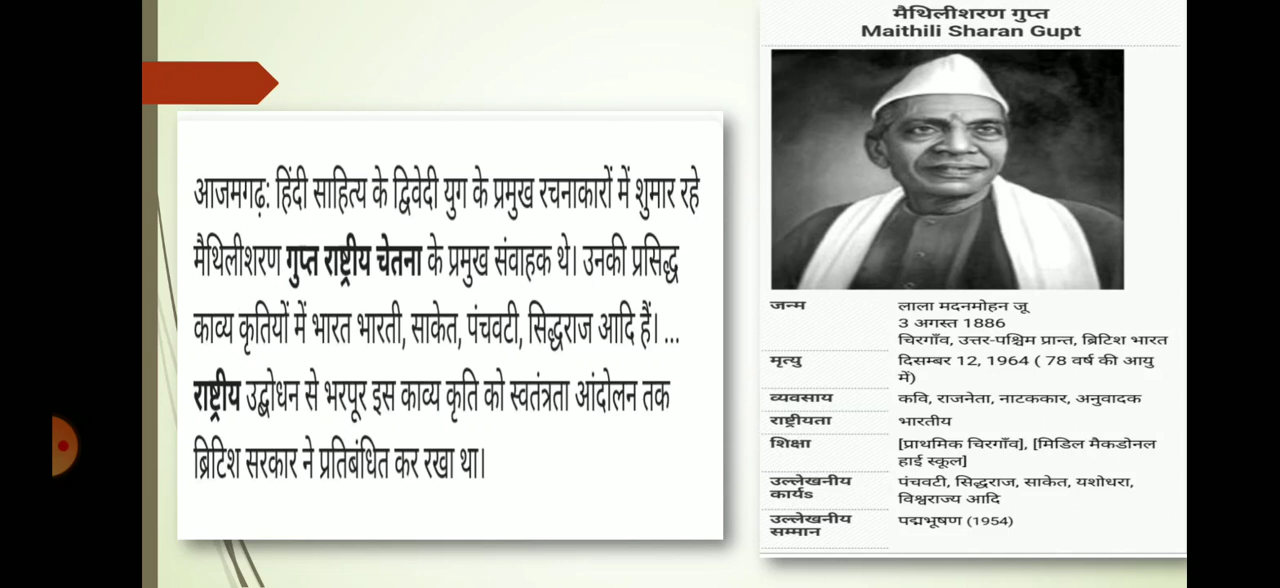 आजमगढ़: हिंदी साहित्य के द्विवेदी युग के प्रमुख रचनाकारों में शुमार रहे
मैथिलीशरण गुप्त राष्ट्रीय चेतना के प्रमुख संवाहक थे। उनकी प्रसिद्ध
काव्य कृतियों में भारत भारती, साकेत, पंचवटी, सिद्धराज आदि हैं। ...
राष्ट्रीय उद्बोधन से भरपूर इस काव्य कृति को स्वतंत्रता आंदोलन तक
ब्रिटिश सरकार ने प्रतिबंधित कर रखा था।
मैथिलीशरण गुप्त
Maithili Sharan Gupt
जन्म लाला मदनमोहन जू
3 अगस्त 1886
चिरगाँव, उत्तर-पश्चिम प्रान्त, ब्रिटिश भारत
मृत्यु दिसम्बर 12, 1964 ( 78 वर्ष की आयु
में)
व्यवसाय कवि, राजनेता, नाटककार, अनुवादक
राष्ट्रीयता भारतीय
शिक्षा [प्राथमिक चिरगाँव], [मिडिल मैकडोनल
हाई स्कूल]
उल्लेखनीय पंचवटी, सिद्धराज, साकेत, यशोधरा,
कार्यs विश्वराज्य आदि
उल्लेखनीय पद्मभूषण (1954)
सम्मान